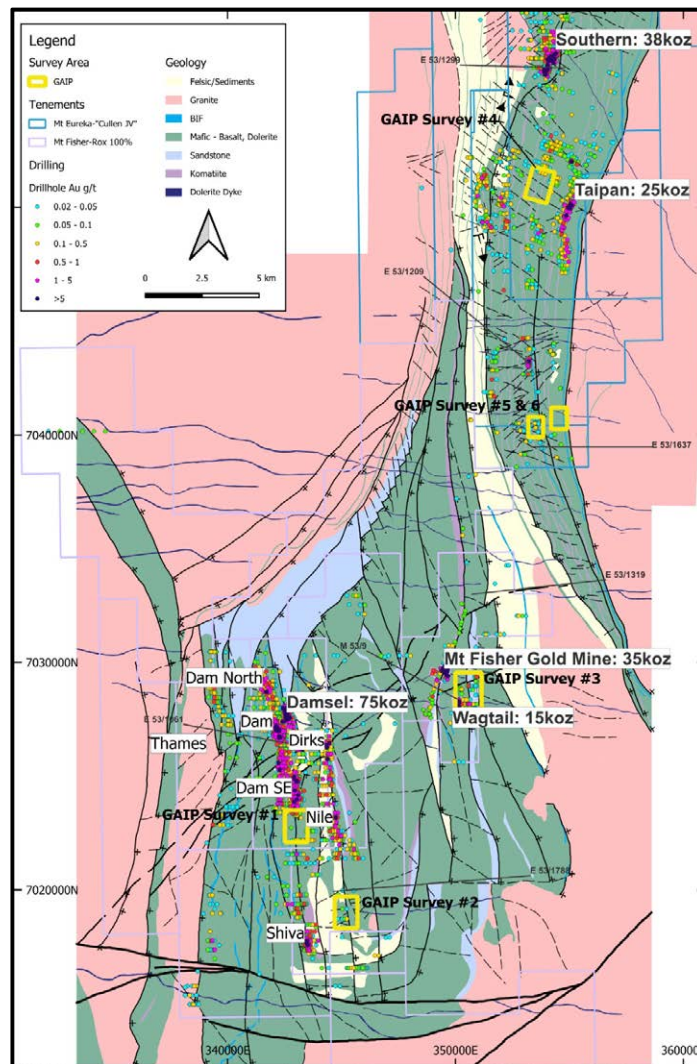 Legend
Survey Area
GAIP
Tenements
Mt Eureka-"Cullen JV"
Mt Fisher-Rox 100%
Drilling
Drillhole Au g/t
0.02 - 0.05
0.05 - 0.1
0.1 - 0.5
0.5 - 1
1 - 5
>5
Geology
Felsic/Sediments
Granite
BIF
Mafic - Basalt, Dolerite
Sandstone
Komatiite
Dolerite Dyke
0 2.5 5 km
Southern: 38koz
E 53/1299
GAIP Survey #4
Taipan: 25koz
E 53/1209
GAIP Survey #5 & 6
7040000N
E 53/1637
E 53/1319
M 53/9
7030000N
Mt Fisher Gold Mine: 35koz
Dam North
GAIP Survey #3
Damsel: 75koz
Wagtail: 15koz
Dam
Thames
Dirks
Dam SE
GAIP Survey #1
Nile
E 53/1788
7020000N
GAIP Survey #2
Shiva
340000E
350000E
360000